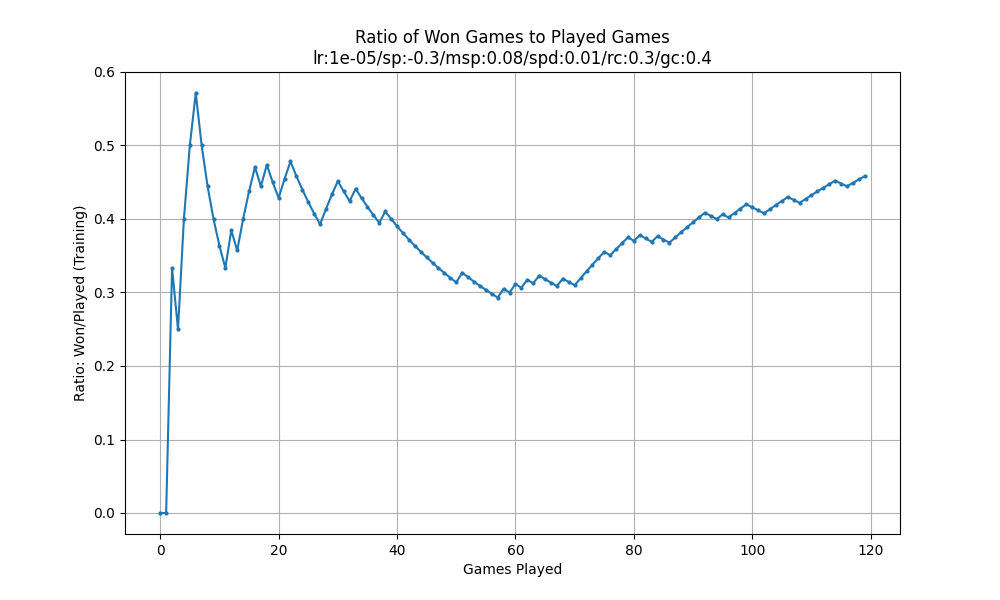 Ratio of Won Games to Played Games
lr:1e-05/sp:-0.3/msp:0.08/spd:0.01/rc:0.3/gc:0.4
Ratio: Won/Played (Training)
0.6
0.5
0.4
0.3
0.2
0.1
0.0
0 20 40 60 80 100 120
Games Played